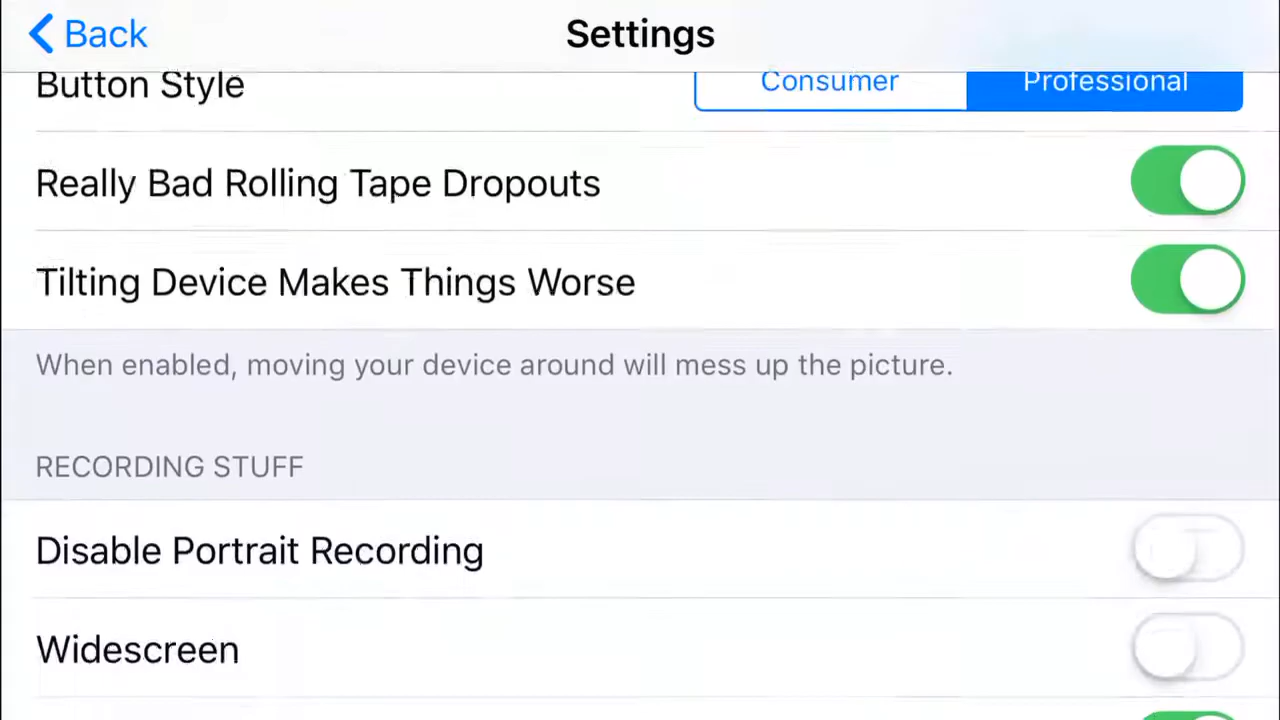 Back
Settings
Button Style
Consumer
Professional
Really Bad Rolling Tape Dropouts
Tilting Device Makes Things Worse
When enabled, moving your device around will mess up the picture.
RECORDING STUFF
Disable Portrait Recording
Widescreen